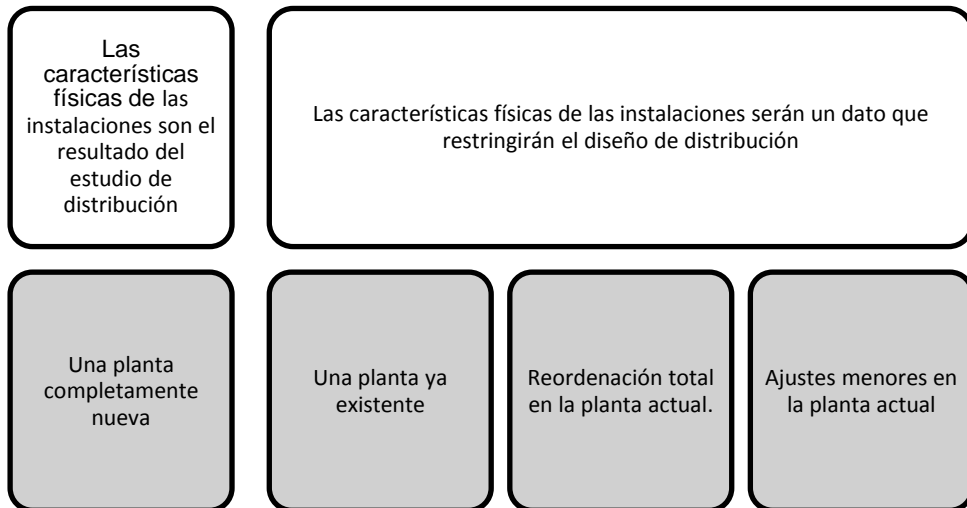 Las
características
físicas de las
instalaciones son el
resultado del
estudio de
distribución
Las características físicas de las instalaciones serán un dato que
restringirán el diseño de distribución
Una planta
completamente
nueva
Una planta ya
existente
Reordenación total
en la planta actual.
Ajustes menores en
la planta actual